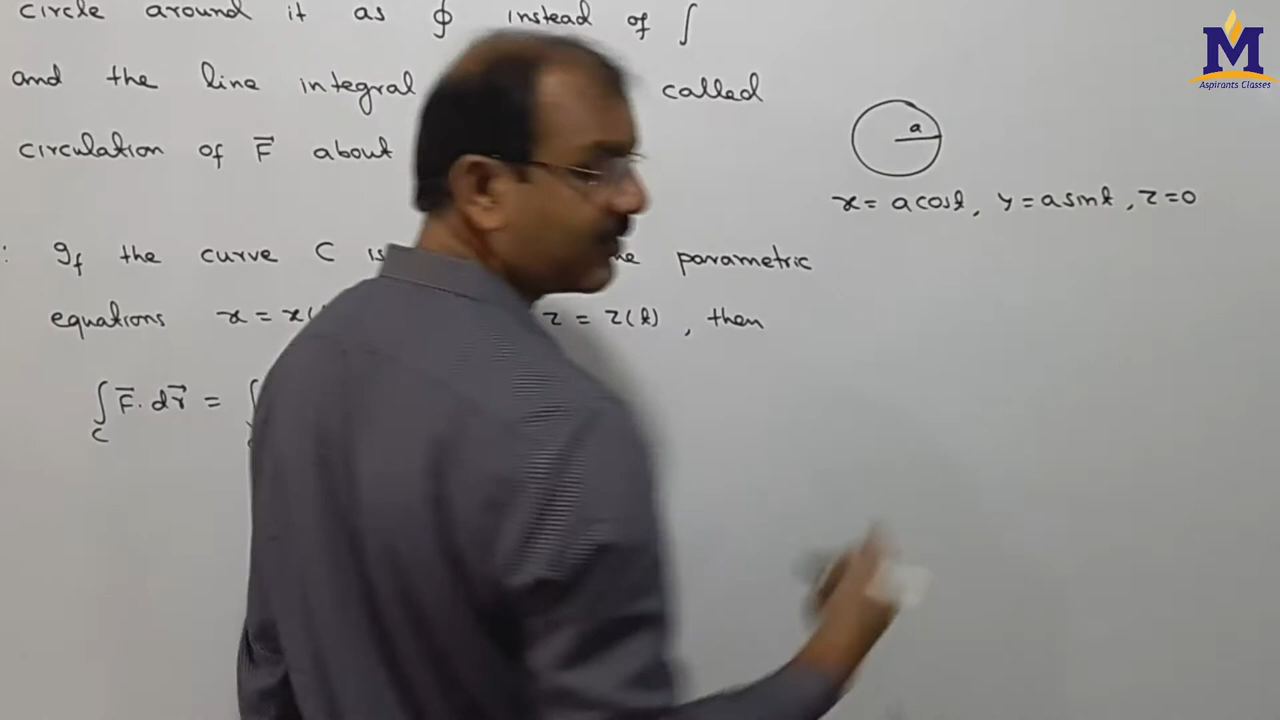 circle around it as ∮ instead of ∫
and the line integral called
circulation of F⃗ about
: If the curve C is parametric
equations x = x( z = z(t) , then
∫ F⃗. dr⃗ = ∫
C
a
x = a cost, y = a sint, z = 0
M
Aspirants Classes